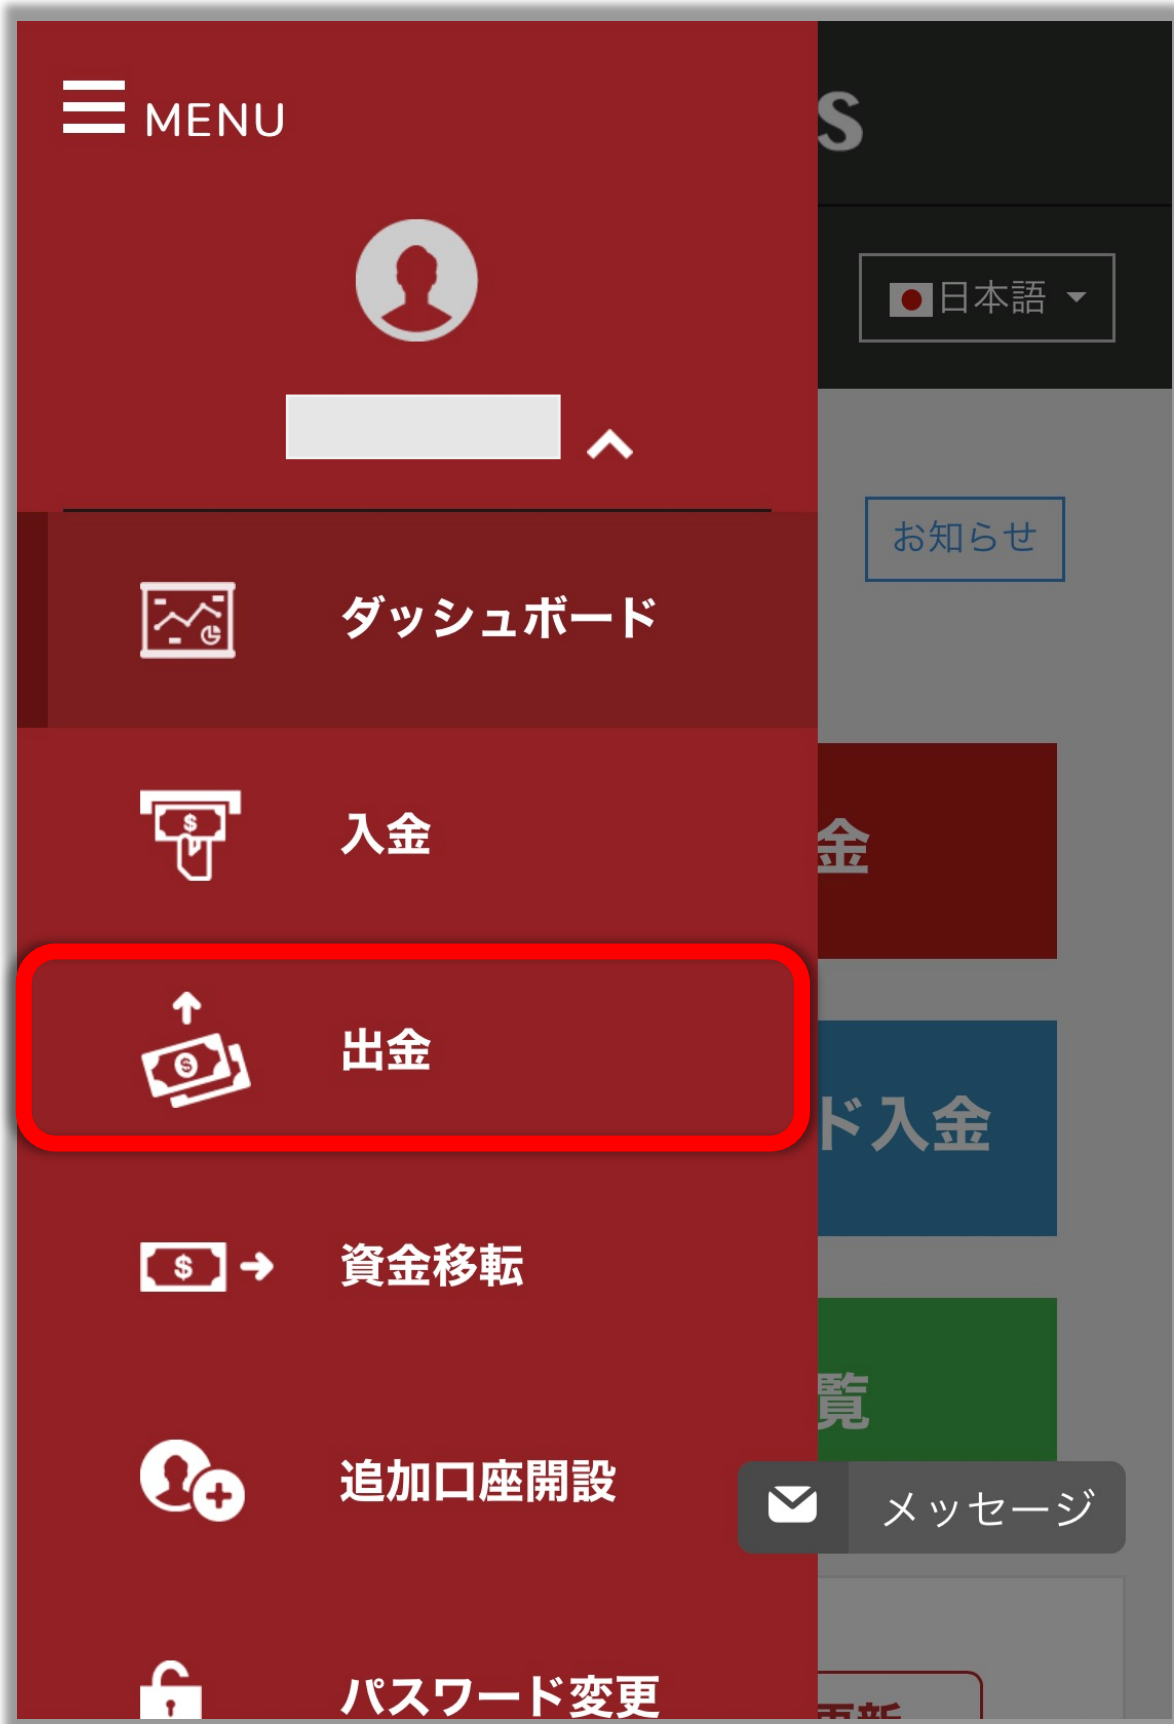 MENU
S
日本語
お知らせ
ダッシュボード
入金
金
出金
ド入金
資金移転
覧
追加口座開設
メッセージ
パスワード変更
更新